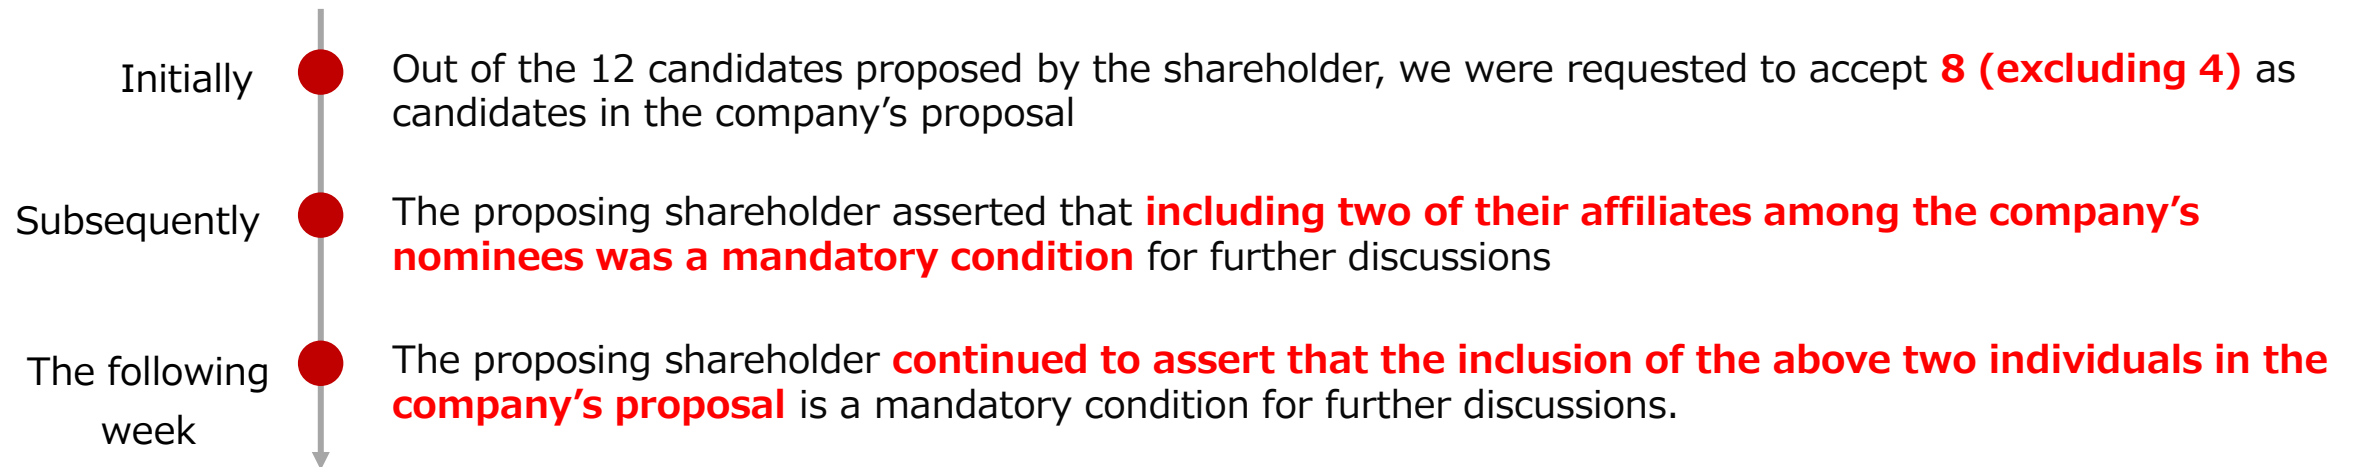 Initially
Out of the 12 candidates proposed by the shareholder, we were requested to accept 8 (excluding 4) as
candidates in the company’s proposal
Subsequently
The proposing shareholder asserted that including two of their affiliates among the company’s
nominees was a mandatory condition for further discussions
The following
week
The proposing shareholder continued to assert that the inclusion of the above two individuals in the
company’s proposal is a mandatory condition for further discussions.